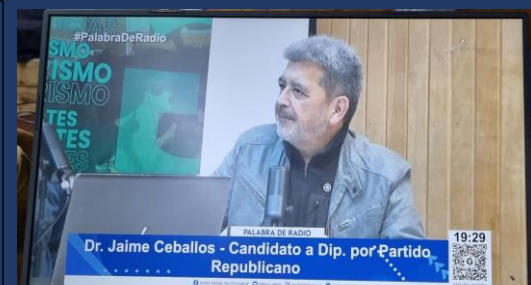 #PalabraDeRadio
SMO-
ISMO
RISMO
TES
TES
PALABRA DE RADIO
19:29
Dr. Jaime Ceballos - Candidato a Dip. por Partido
Republicano